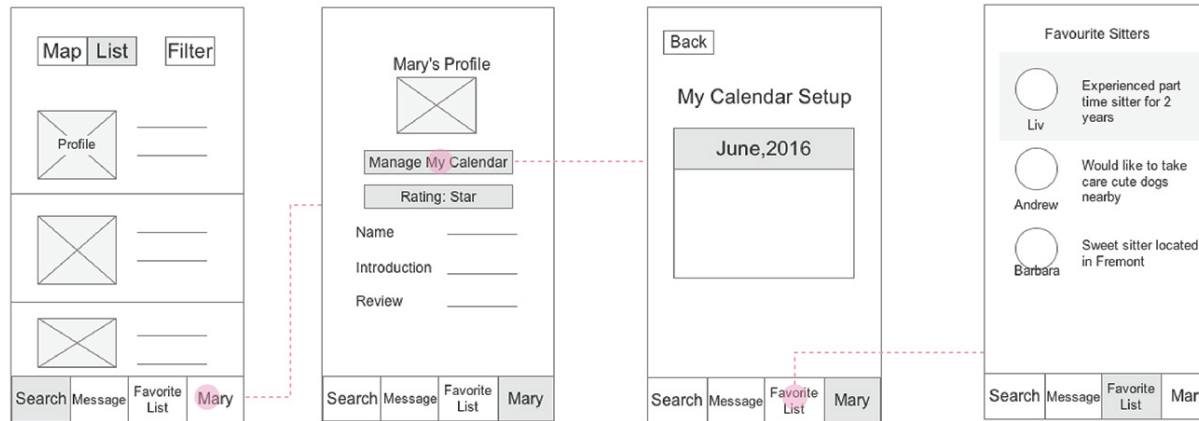 Map List Filter
Profile
Search Message Favorite List Mary
Mary's Profile
Manage My Calendar
Rating: Star
Name
Introduction
Review
Search Message Favorite List Mary
Back
My Calendar Setup
June,2016
Search Message Favorite List Mary
Favourite Sitters
Experienced part
time sitter for 2
years
Liv
Would like to take
care cute dogs
nearby
Andrew
Sweet sitter located
in Fremont
Barbara
Search Message Favorite List Mar